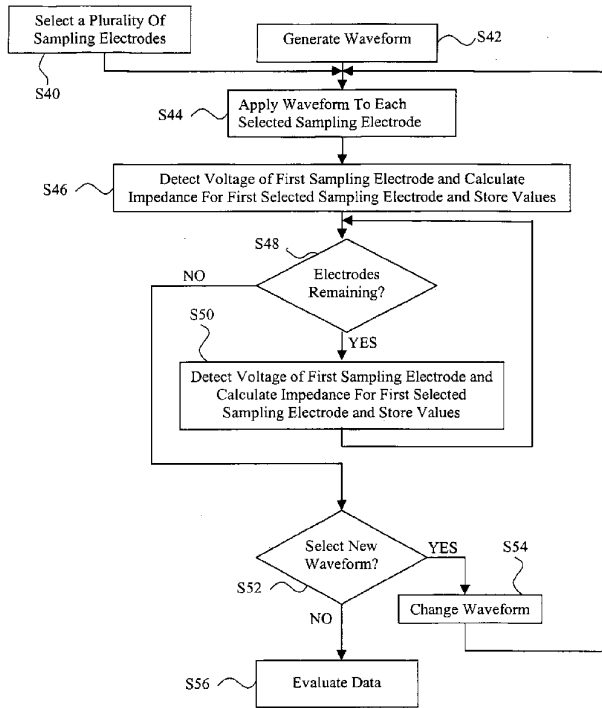 Select a Plurality Of
Sampling Electrodes
S40
Generate Waveform
S42
Apply Waveform To Each
Selected Sampling Electrode
S44
Detect Voltage of First Sampling Electrode and Calculate
Impedance For First Selected Sampling Electrode and Store Values
S46
S48
Electrodes
Remaining?
NO
YES
S50
Detect Voltage of First Sampling Electrode and
Calculate Impedance For First Selected
Sampling Electrode and Store Values
Select New
Waveform?
YES
S52
NO
S54
Change Waveform
S56
Evaluate Data